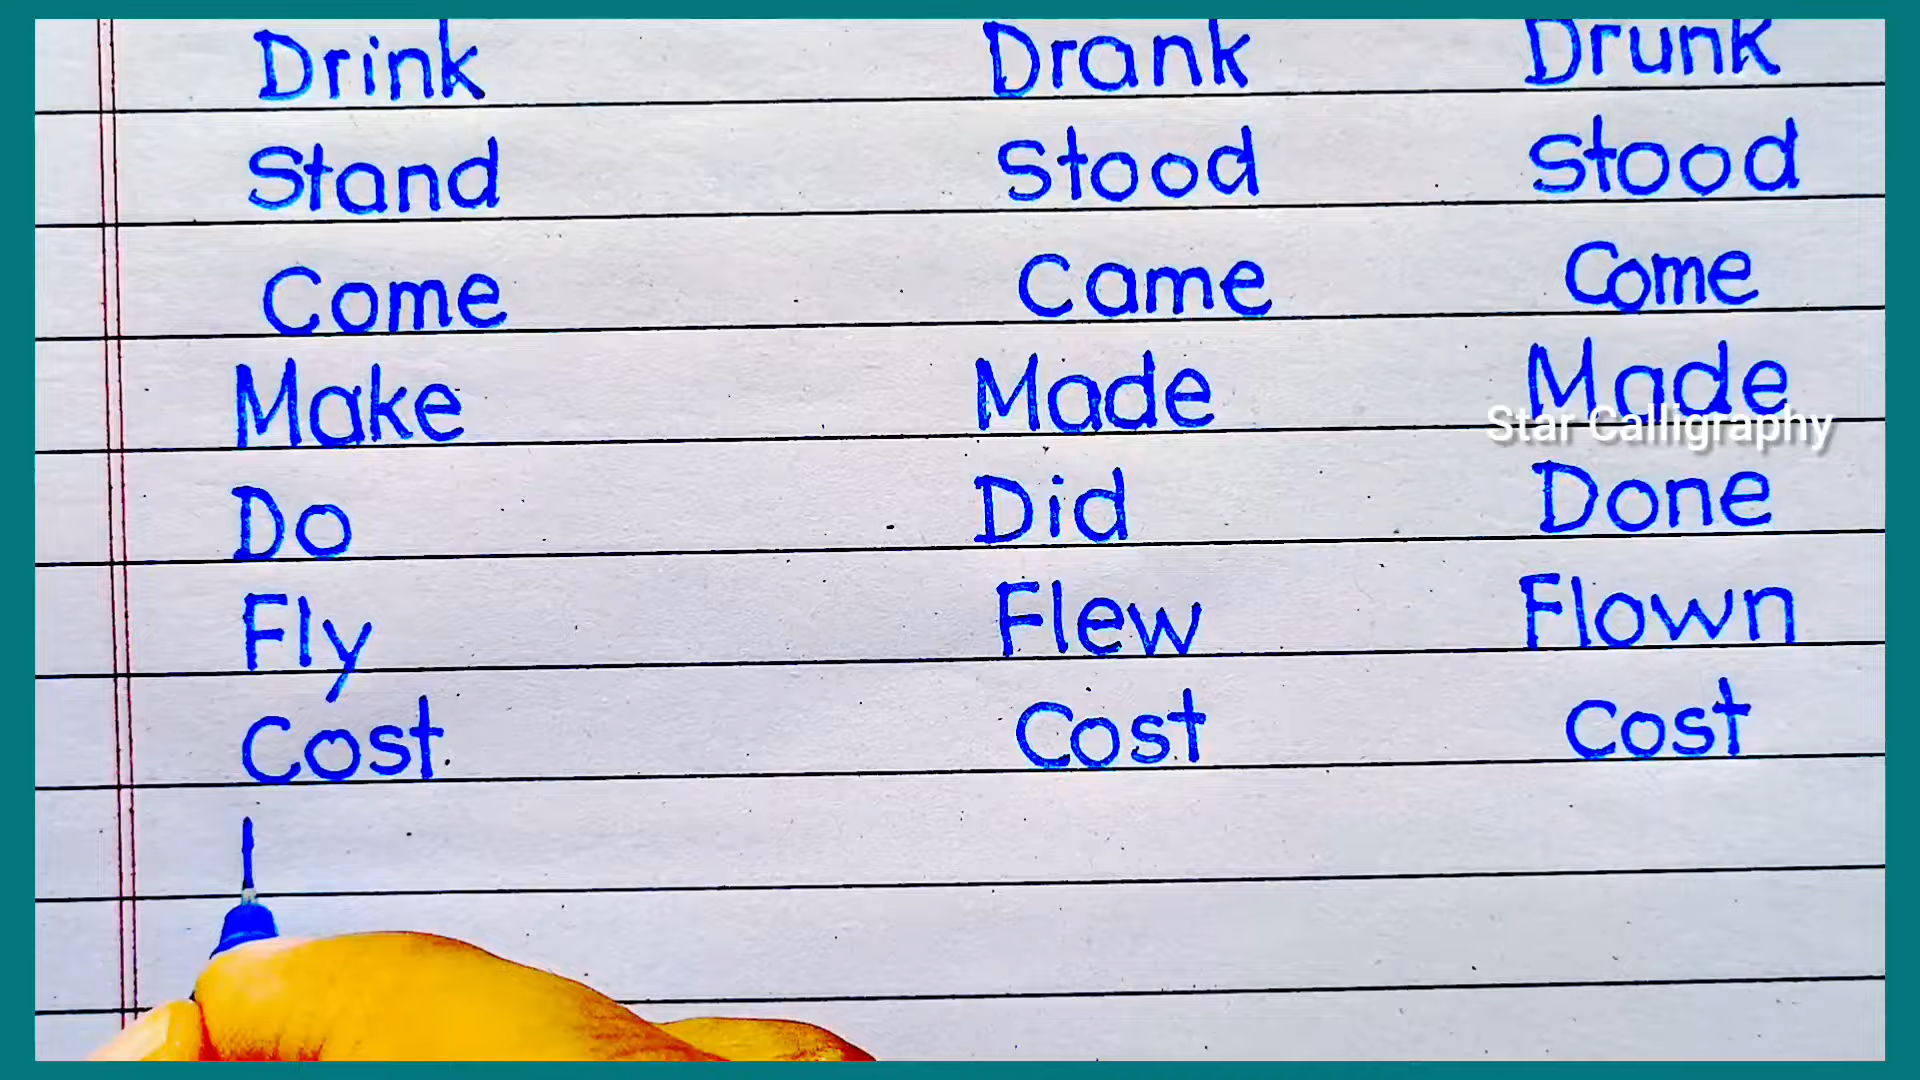 Drink Drank Drunk
Stand Stood Stood
Come Came Come
Make Made Made
Star Calligraphy
Do Did Done
Fly Flew Flown
Cost Cost Cost